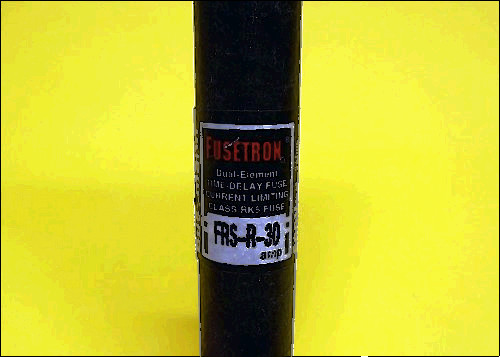 FUSETRON
Dual-Element
TIME-DELAY FUSE
CURRENT LIMITING
CLASS RK5 FUSE
FRS-R-30
amp